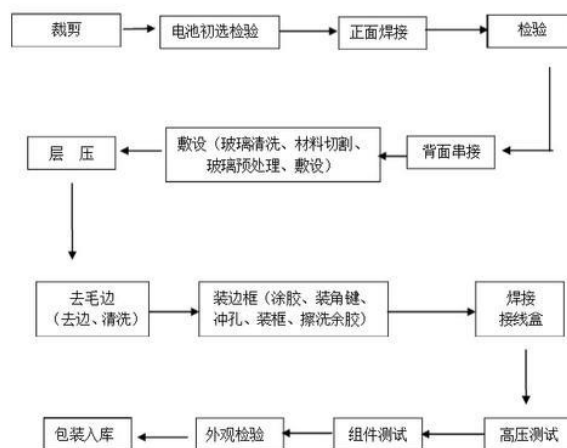 裁剪
电池初选检验
正面焊接
检验
背面串接
敷设（玻璃清洗、材料切割、
玻璃预处理、敷设）
层 压
去毛边
（去边、清洗）
装边框（涂胶、装角键、
冲孔、装框、擦洗余胶）
焊接
接线盒
高压测试
组件测试
外观检验
包装入库